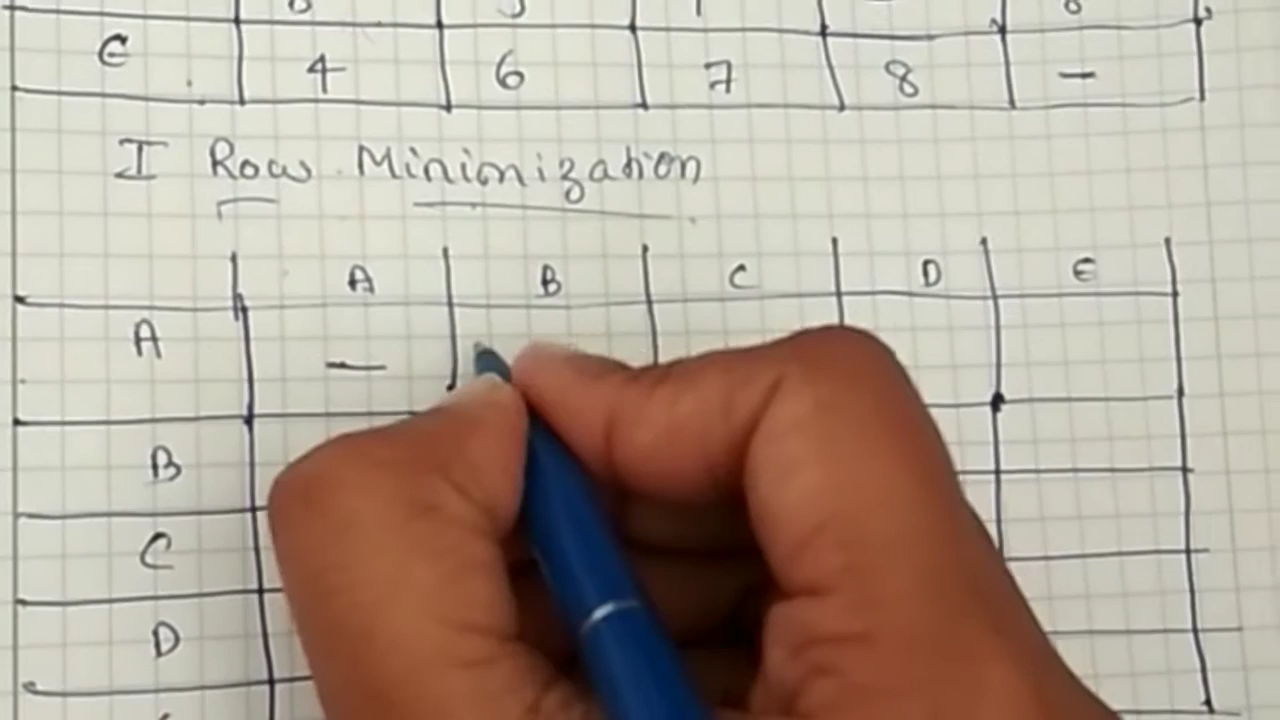 E 4 6 7 8 -
I Row Minimization
A B C D E
A —
B
C
D